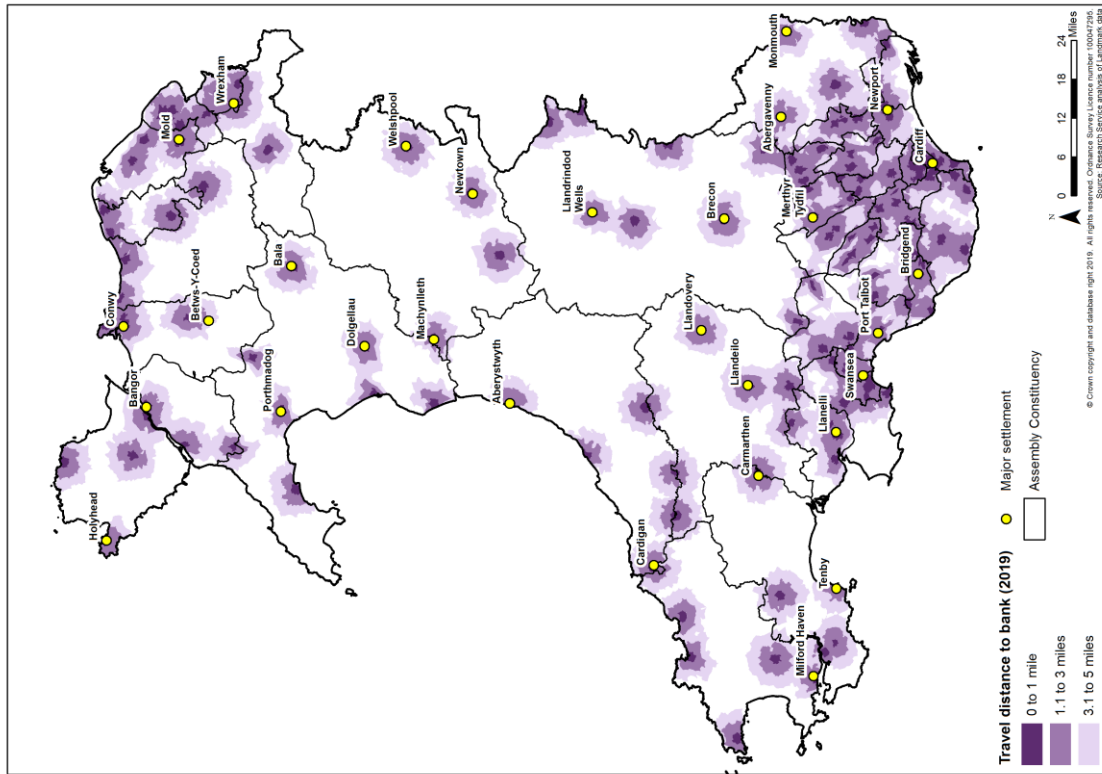 Holyhead
Bangor
Conwy
Mold
Wrexham
Betws-Y-Coed
Porthmadog
Bala
Dolgellau
Welshpool
Machynlleth
Newtown
Aberystwyth
Llandrindod
Wells
Cardigan
Llandovery
Brecon
Llandeilo
Carmarthen
Abergavenny
Monmouth
Merthyr
Tydfil
Milford Haven
Tenby
Llanelli
Swansea
Port Talbot
Bridgend
Newport
Cardiff
Travel distance to bank (2019)
0 to 1 mile
1.1 to 3 miles
3.1 to 5 miles
Major settlement
Assembly Constituency
N
0 6 12 18 24
Miles
© Crown copyright and database right 2019. All rights reserved. Ordnance Survey Licence number 100047295.
Source: Research Service analysis of Landmark data